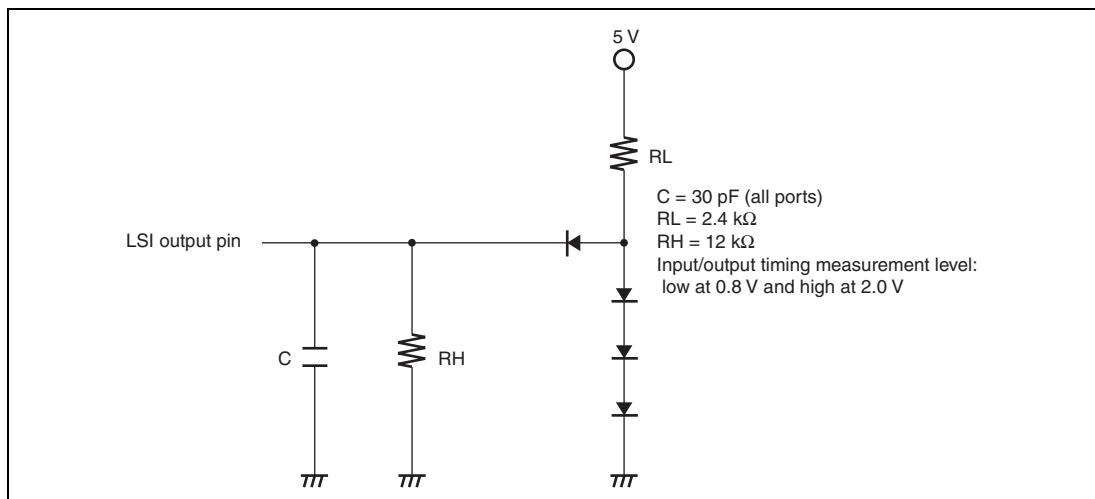 5 V
RL
C = 30 pF (all ports)
RL = 2.4 kΩ
RH = 12 kΩ
Input/output timing measurement level:
low at 0.8 V and high at 2.0 V
LSI output pin
C
RH